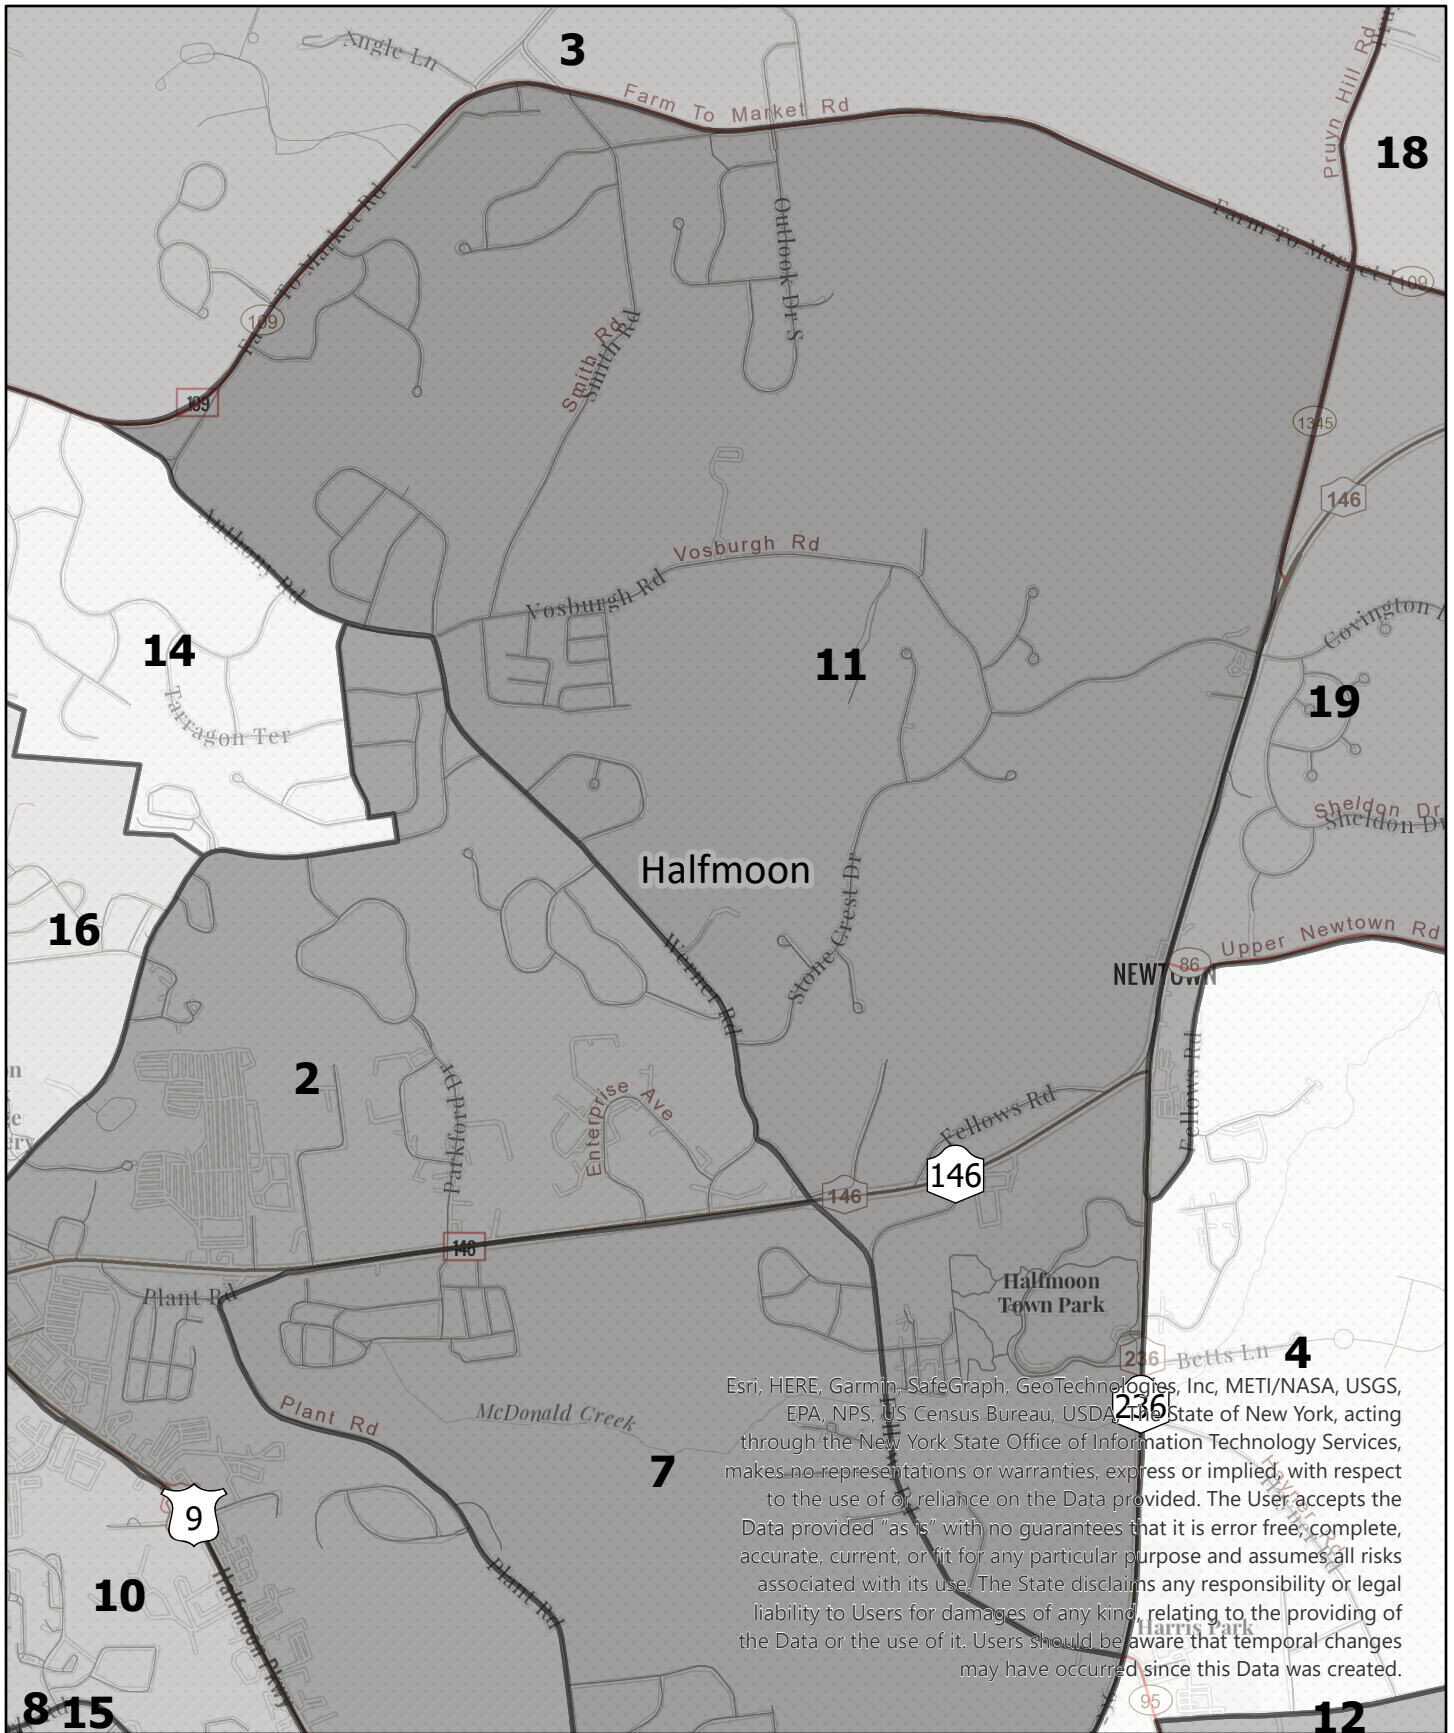 3
Angle Ln
Farm To Market Rd
Pruyn Hill Rd
18
Farm To Market Rd
Outlook Dr S
Farm To Market
109
109
Smith Rd
Smith Rd
109
1345
146
Anthony Rd
Vosburgh Rd
Vosburgh Rd
Covington
14
11
19
Tarragon Ter
Sheldon Dr
Sheldon Dr
Halfmoon
16
Werner Rd
Stone Crest Dr
Upper Newtown Rd
86
NEWTOWN
2
Parkford Dr
Enterprise Ave
Fellows Rd
Fellows Rd
146
146
146
Plant Rd
Halfmoon
Town Park
236
Betts Ln
4
236
Plant Rd
McDonald Creek
7
Esri, HERE, Garmin, SafeGraph, GeoTechnologies, Inc, METI/NASA, USGS,
EPA, NPS, US Census Bureau, USDA, The State of New York, acting
through the New York State Office of Information Technology Services,
makes no representations or warranties, express or implied, with respect
to the use of or reliance on the Data provided. The User accepts the
Data provided "as is" with no guarantees that it is error free, complete,
accurate, current, or fit for any particular purpose and assumes all risks
associated with its use. The State disclaims any responsibility or legal
liability to Users for damages of any kind, relating to the providing of
the Data or the use of it. Users should be aware that temporal changes
may have occurred since this Data was created.
Hayner Rd
Hayner Rd
9
Plant Rd
10
Halfmoon Pkwy
Harris Park
8
15
95
12